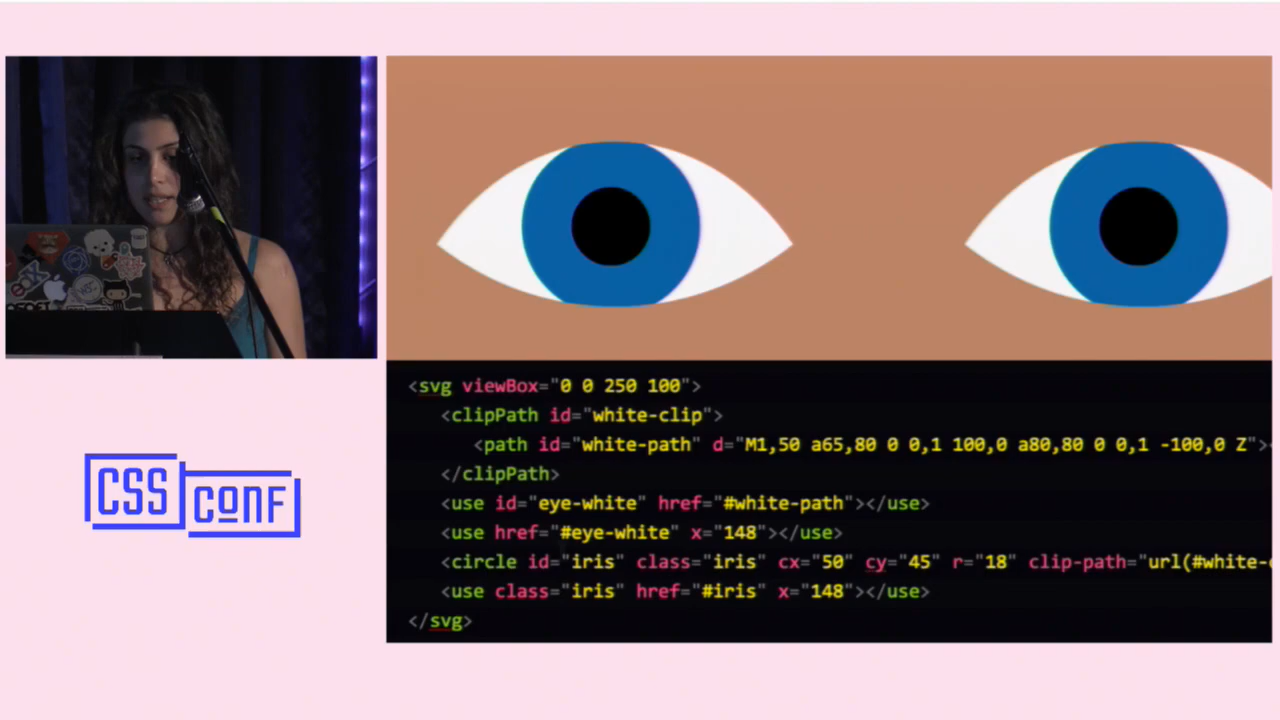 <svg viewBox="0 0 250 100">
<clipPath id="white-clip">
<path id="white-path" d="M1,50 a65,80 0 0,1 100,0 a80,80 0 0,1 -100,0 Z">
</clipPath>
<use id="eye-white" href="#white-path"></use>
<use href="#eye-white" x="148"></use>
<circle id="iris" class="iris" cx="50" cy="45" r="18" clip-path="url(#white-
<use class="iris" href="#iris" x="148"></use>
</svg>
CSS
CONF